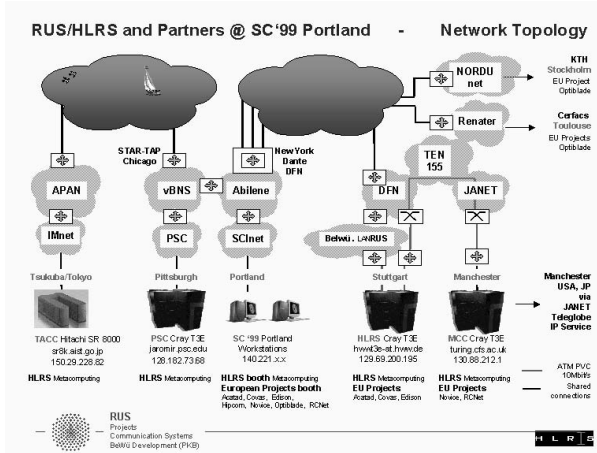 RUS/HLRS and Partners @ SC'99 Portland - Network Topology
NORDU
net
KTH
Stockholm
EU Project
Optiblade
Renater
Cerfacs
Toulouse
EU Projects
Optiblade
STAR-TAP
Chicago
New York
Dante
DFN
TEN
155
APAN
vBNS
Abilene
DFN
JANET
IMnet
PSC
SCInet
Belwü. LANRUS
Tsukuba/Tokyo
Pittsburgh
Portland
Stuttgart
Manchester
Manchester
USA, JP
via
JANET
Teleglobe
IP Service
TACC Hitachi SR 8000
sr8k.aist.go.jp
150.29.228.82
PSC Cray T3E
jaromir.psc.edu
128.182.73.68
SC '99 Portland
Workstations
140.221.x.x
HLRS Cray T3E
hwwt3e-at.hww.de
129.69.200.195
MCC Cray T3E
turing.cfs.ac.uk
130.88.212.1
ATM PVC
10Mbit/s
Shared
connections
HLRS Metacomputing
HLRS Metacomputing
HLRS booth Metacomputing
European Projects booth
Acatad, Covas, Edison,
Hipcom, Novice, Optiblade, RCNet
HLRS Metacomputing
EU Projects
Acatad, Covas, Edison
HLRS Metacomputing
EU Projects
Novice, RCNet
RUS
Projects
Communication Systems
BelWü Development (PKB)
H L R S